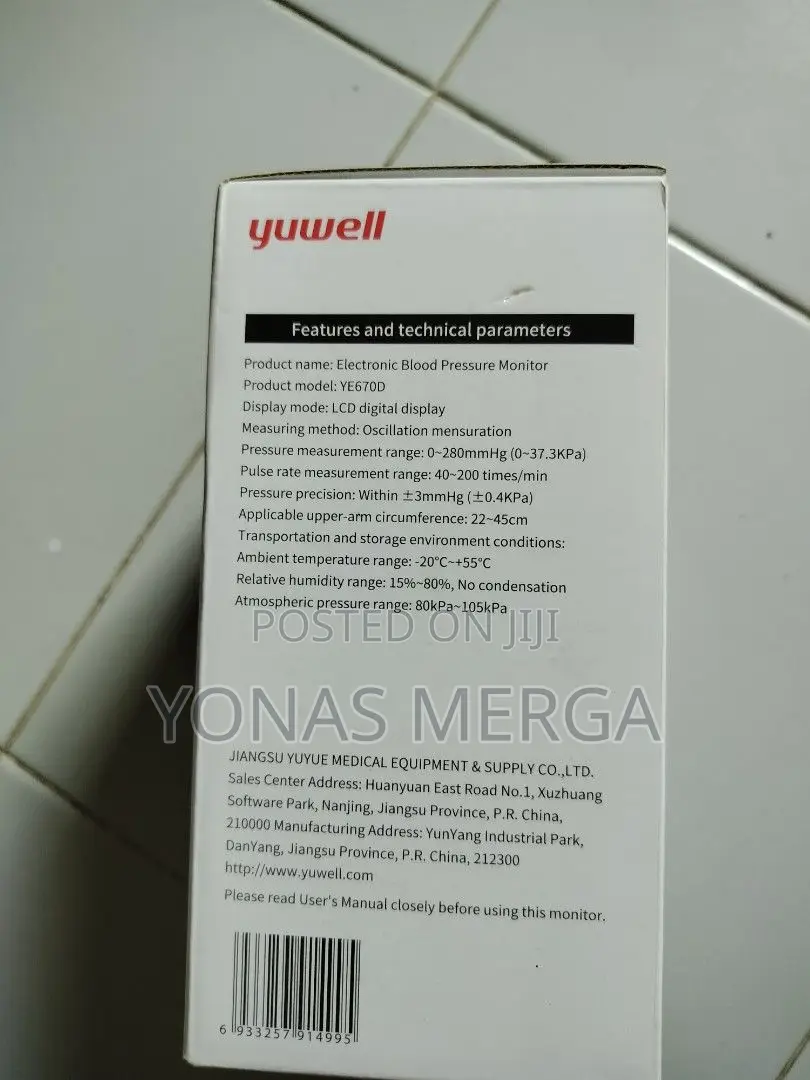 yuwell
Features and technical parameters
Product name: Electronic Blood Pressure Monitor
Product model: YE670D
Display mode: LCD digital display
Measuring method: Oscillation mensuration
Pressure measurement range: 0~280mmHg (0~37.3KPa)
Pulse rate measurement range: 40~200 times/min
Pressure precision: Within ±3mmHg (±0.4KPa)
Applicable upper-arm circumference: 22~45cm
Transportation and storage environment conditions:
Ambient temperature range: -20°C~+55°C
Relative humidity range: 15%~80%, No condensation
Atmospheric pressure range: 80kPa~105kPa
POSTED ON JIJI
YONAS MERGA
JIANGSU YUYUE MEDICAL EQUIPMENT & SUPPLY CO.,LTD.
Sales Center Address: Huanyuan East Road No.1, Xuzhuang
Software Park, Nanjing, Jiangsu Province, P.R. China,
210000 Manufacturing Address: YunYang Industrial Park,
DanYang, Jiangsu Province, P.R. China, 212300
http://www.yuwell.com
Please read User's Manual closely before using this monitor.
6 933257 914995